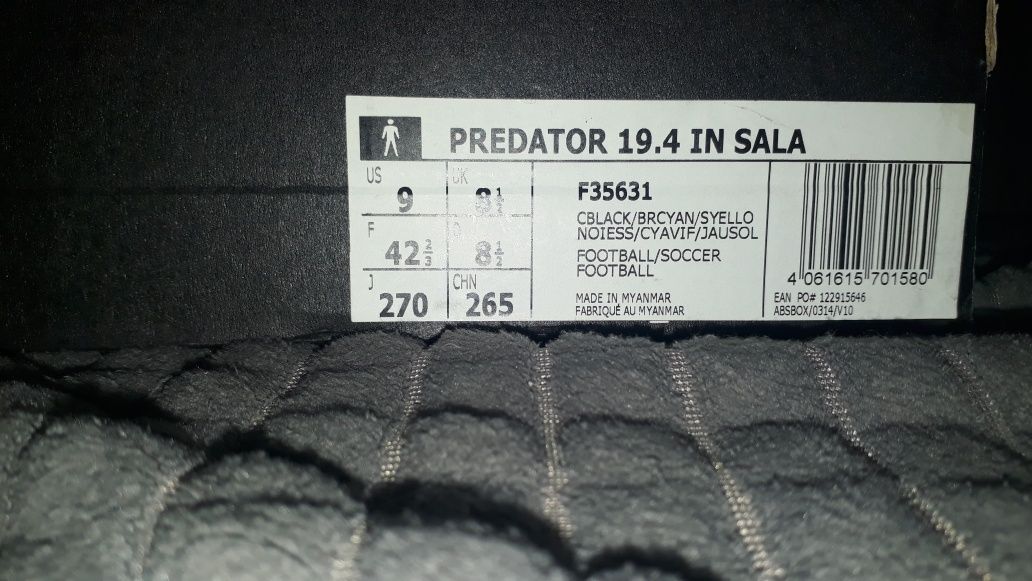 PREDATOR 19.4 IN SALA
US UK
9 8½
F
42⅔ 8½
J CHN
270 265
F35631
CBLACK/BRCYAN/SYELLO
NOIESS/CYAVIF/JAUSOL
FOOTBALL/SOCCER
FOOTBALL
MADE IN MYANMAR
FABRIQUÉ AU MYANMAR
4 061615 701580
EAN PO# 122915646
ABSBOX/0314/V10